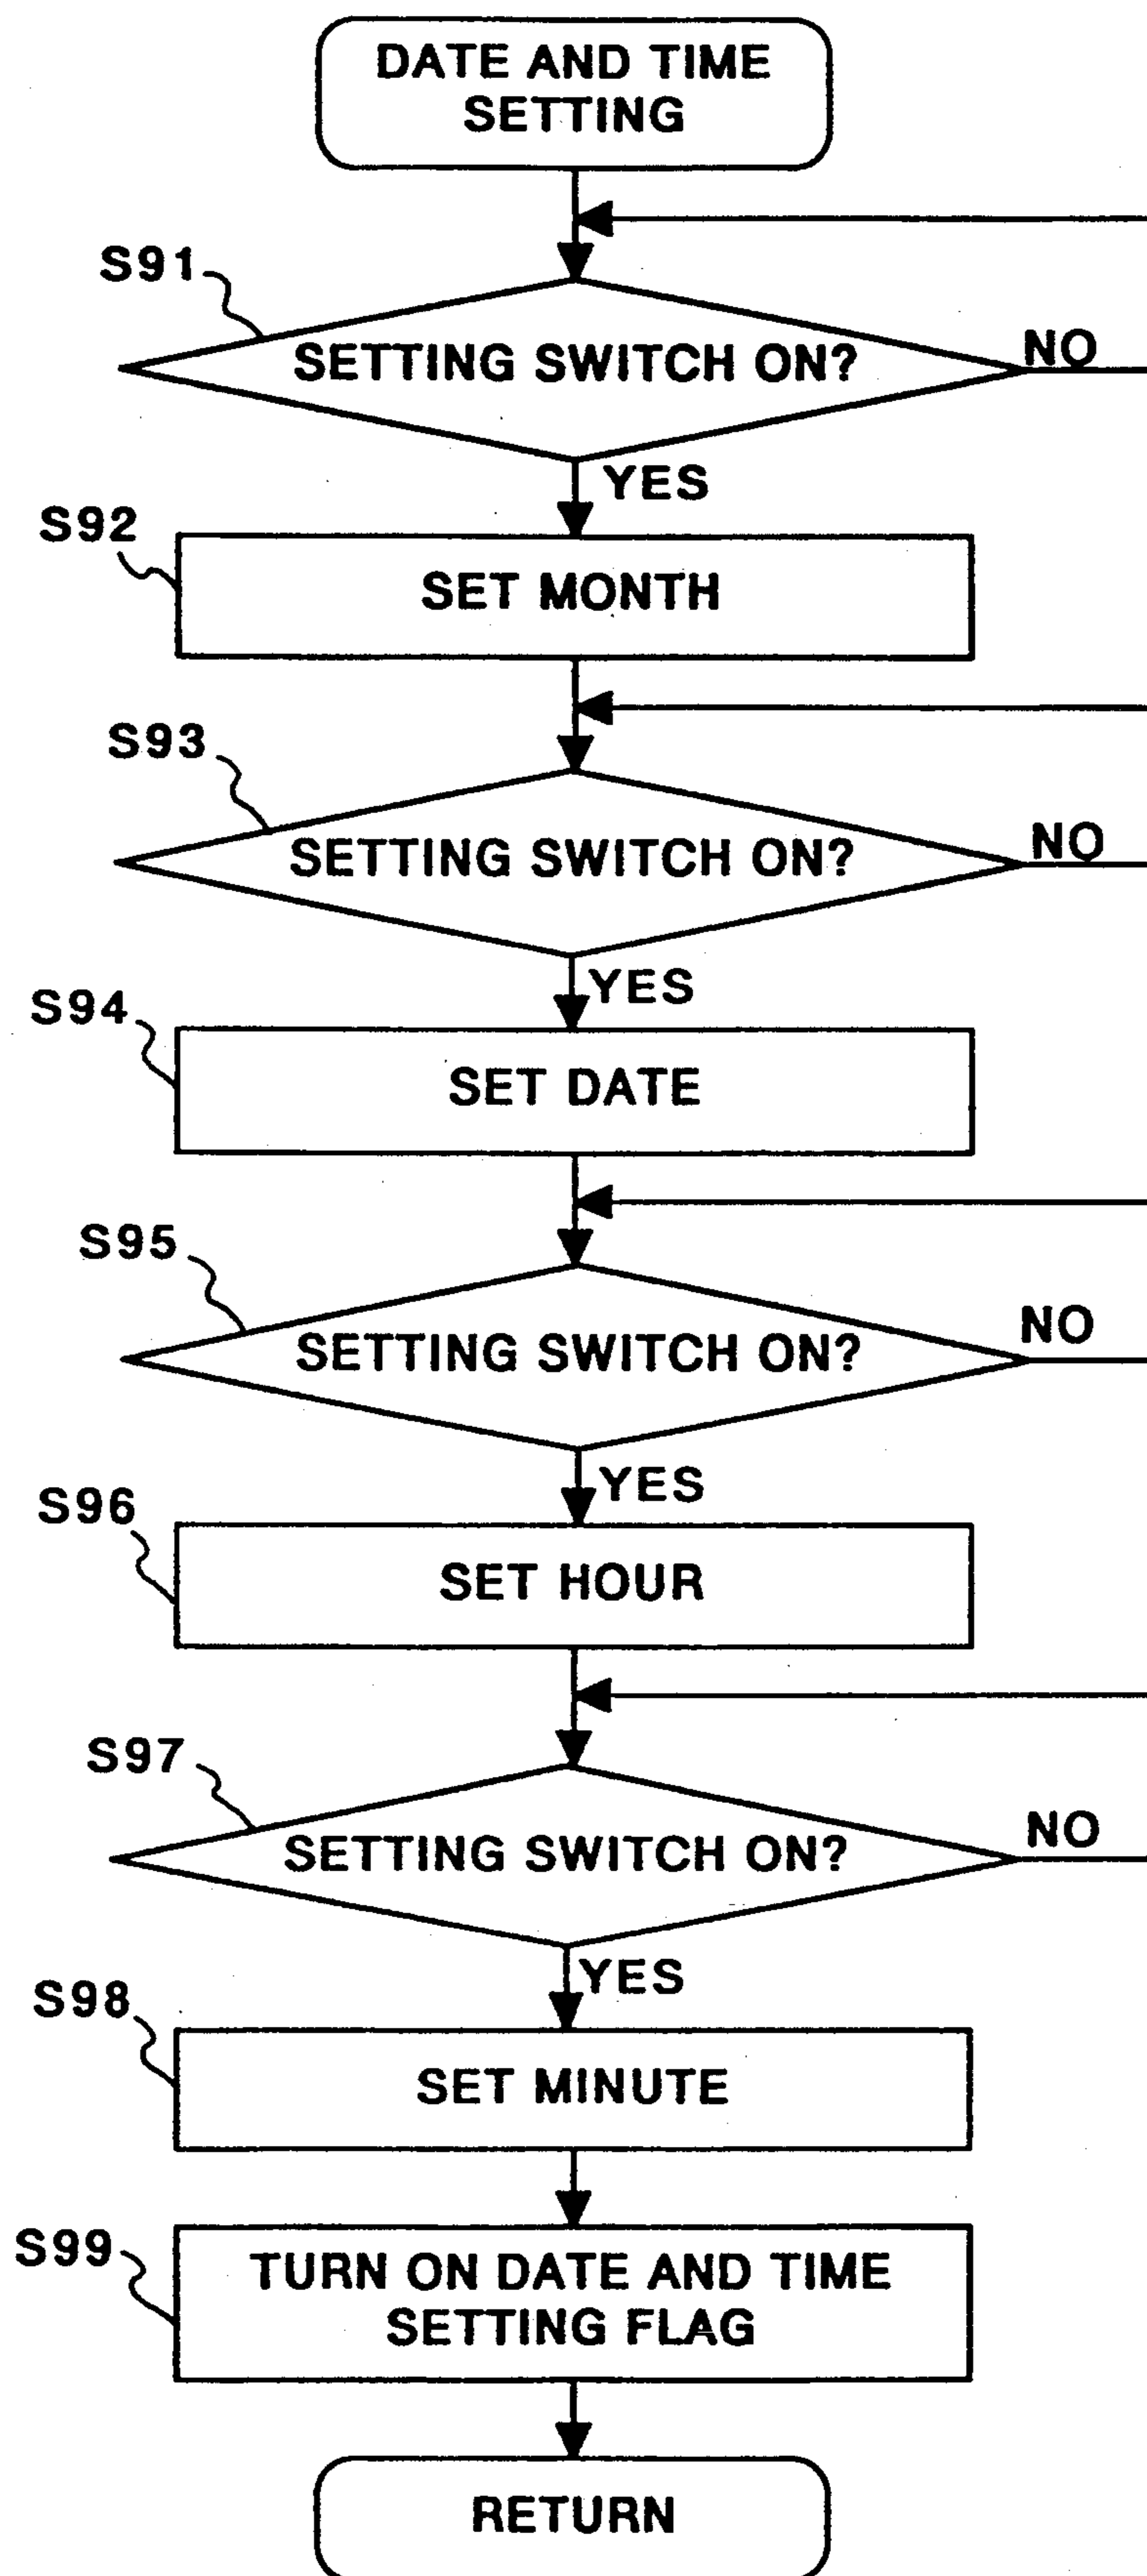 DATE AND TIME
SETTING
S91
SETTING SWITCH ON?
NO
YES
S92
SET MONTH
S93
SETTING SWITCH ON?
NO
YES
S94
SET DATE
S95
SETTING SWITCH ON?
NO
YES
S96
SET HOUR
S97
SETTING SWITCH ON?
NO
YES
S98
SET MINUTE
S99
TURN ON DATE AND TIME
SETTING FLAG
RETURN